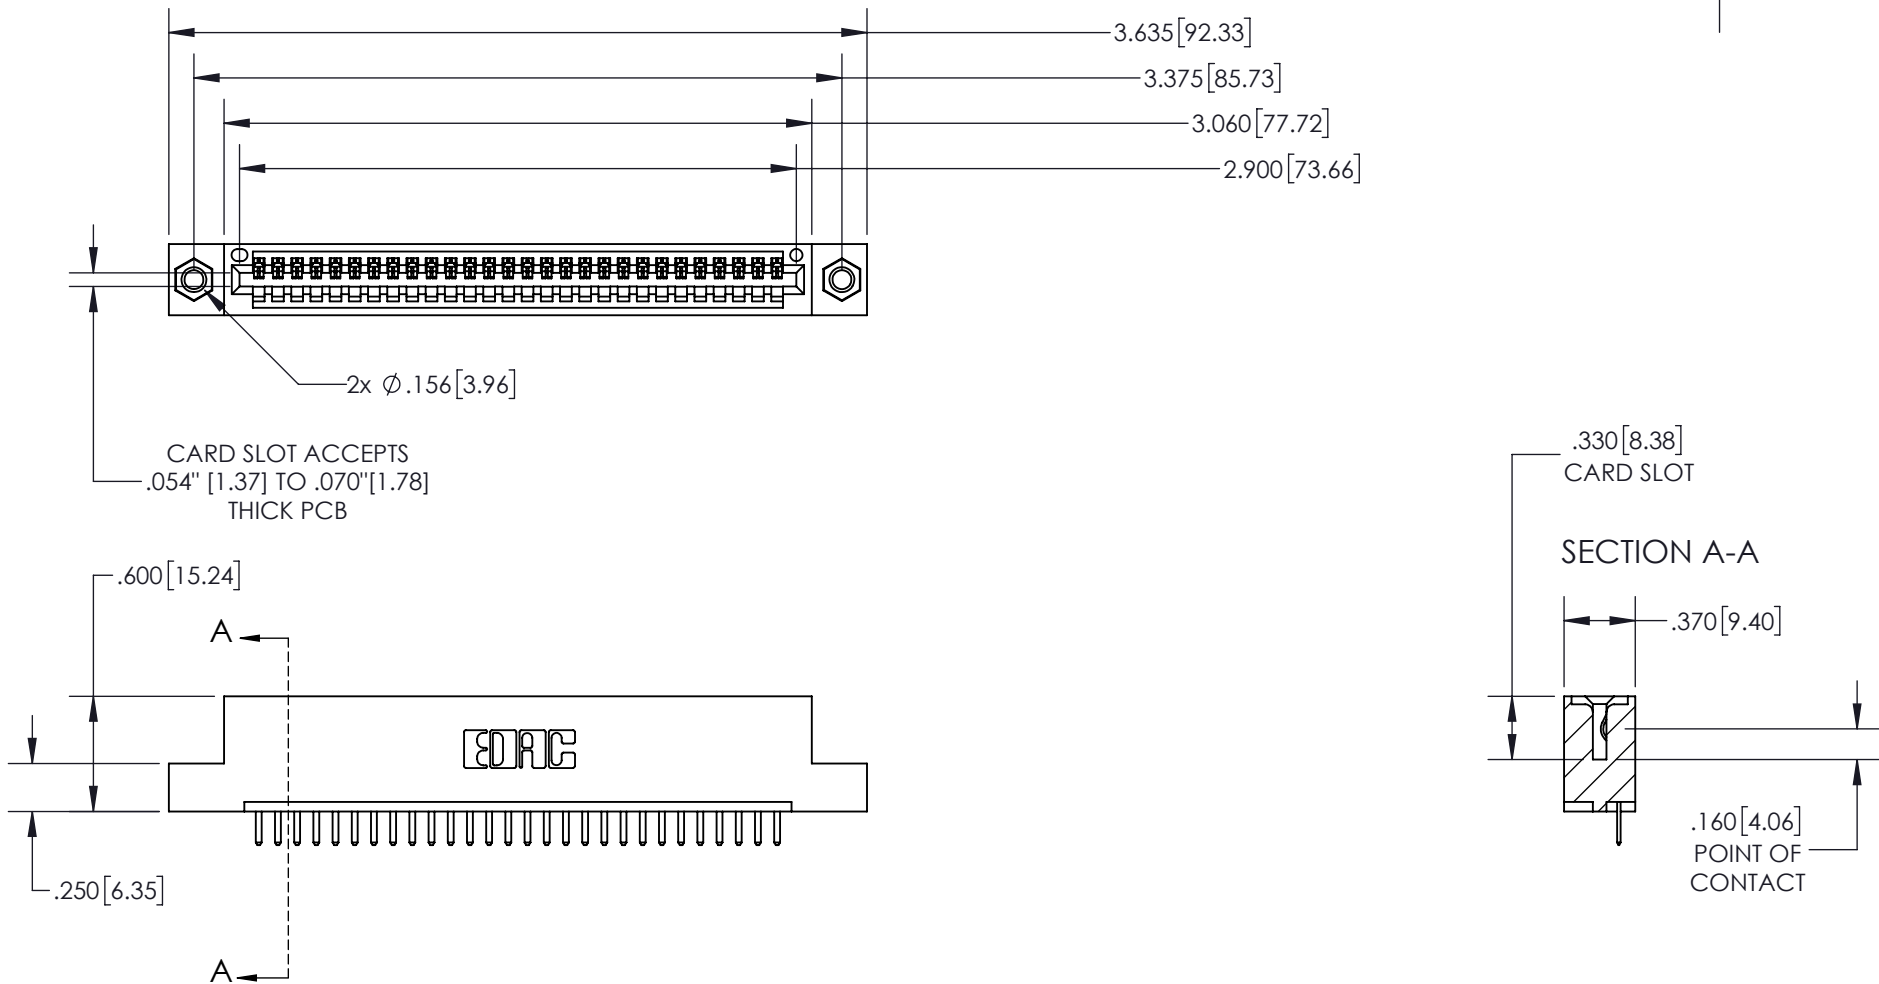 3.635[92.33]
3.375[85.73]
3.060[77.72]
2.900[73.66]
2x ∅.156[3.96]
CARD SLOT ACCEPTS
.054" [1.37] TO .070"[1.78]
THICK PCB
.330[8.38]
CARD SLOT
SECTION A-A
.600[15.24]
.370[9.40]
A
EDAC
.160[4.06]
POINT OF
CONTACT
.250[6.35]
A